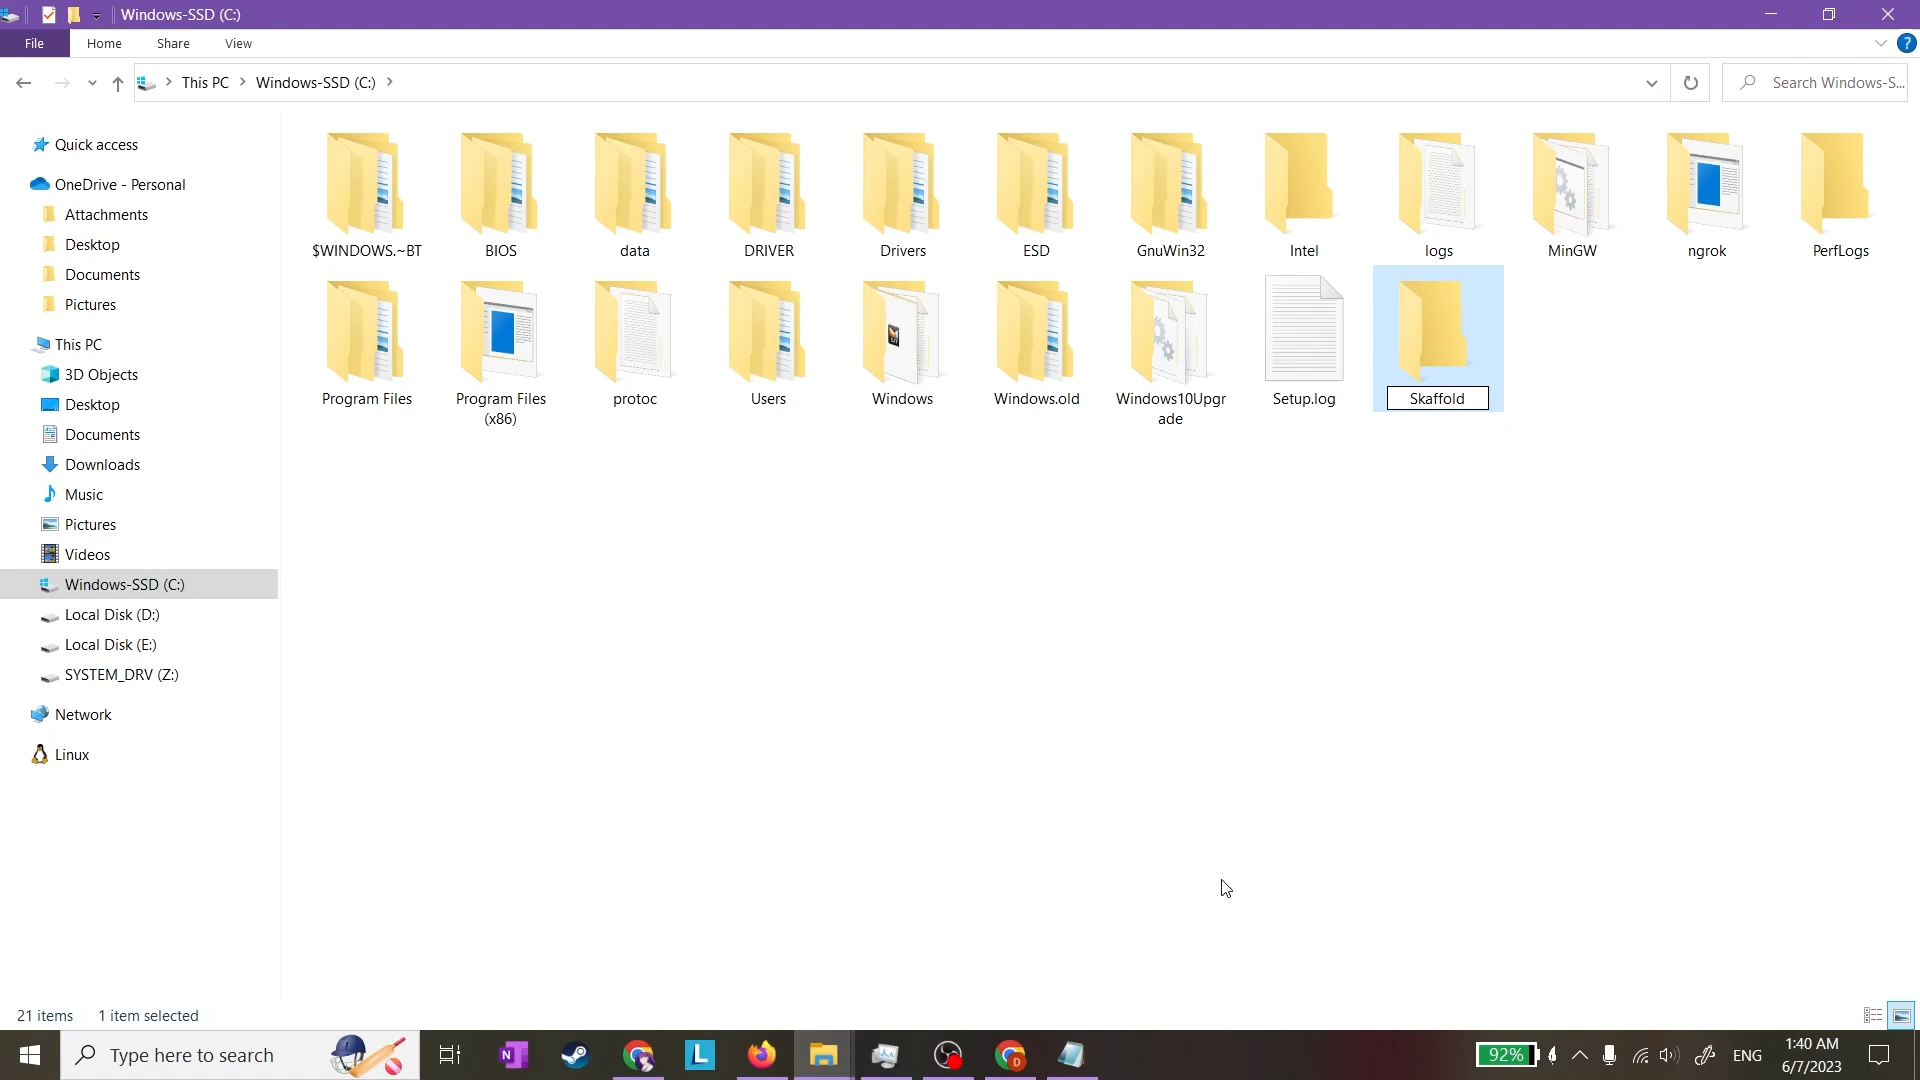 Windows-SSD (C:)
File
Home
Share
View
?
This PC
Windows-SSD (C:)
Search Windows-S...
Quick access
OneDrive - Personal
Attachments
Desktop
Documents
Pictures
This PC
3D Objects
Desktop
Documents
Downloads
Music
Pictures
Videos
Windows-SSD (C:)
Local Disk (D:)
Local Disk (E:)
SYSTEM_DRV (Z:)
Network
Linux
$WINDOWS.~BT
BIOS
data
DRIVER
Drivers
ESD
GnuWin32
Intel
logs
MinGW
ngrok
PerfLogs
Program Files
Program Files
(x86)
protoc
Users
Windows
Windows.old
Windows10Upgr
ade
Setup.log
Skaffold
21 items
1 item selected
Type here to search
N
L
D
92%
ENG
1:40 AM
6/7/2023